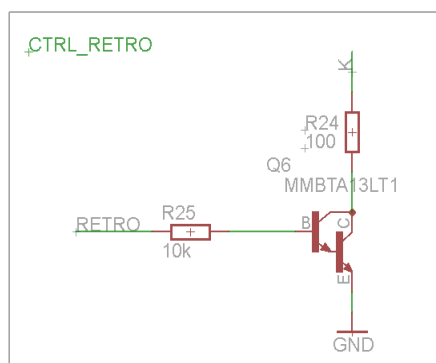 CTRL_RETRO
K
R24
100
Q6
MMBTA13LT1
R25
RETRO
10k
B
C
E
GND